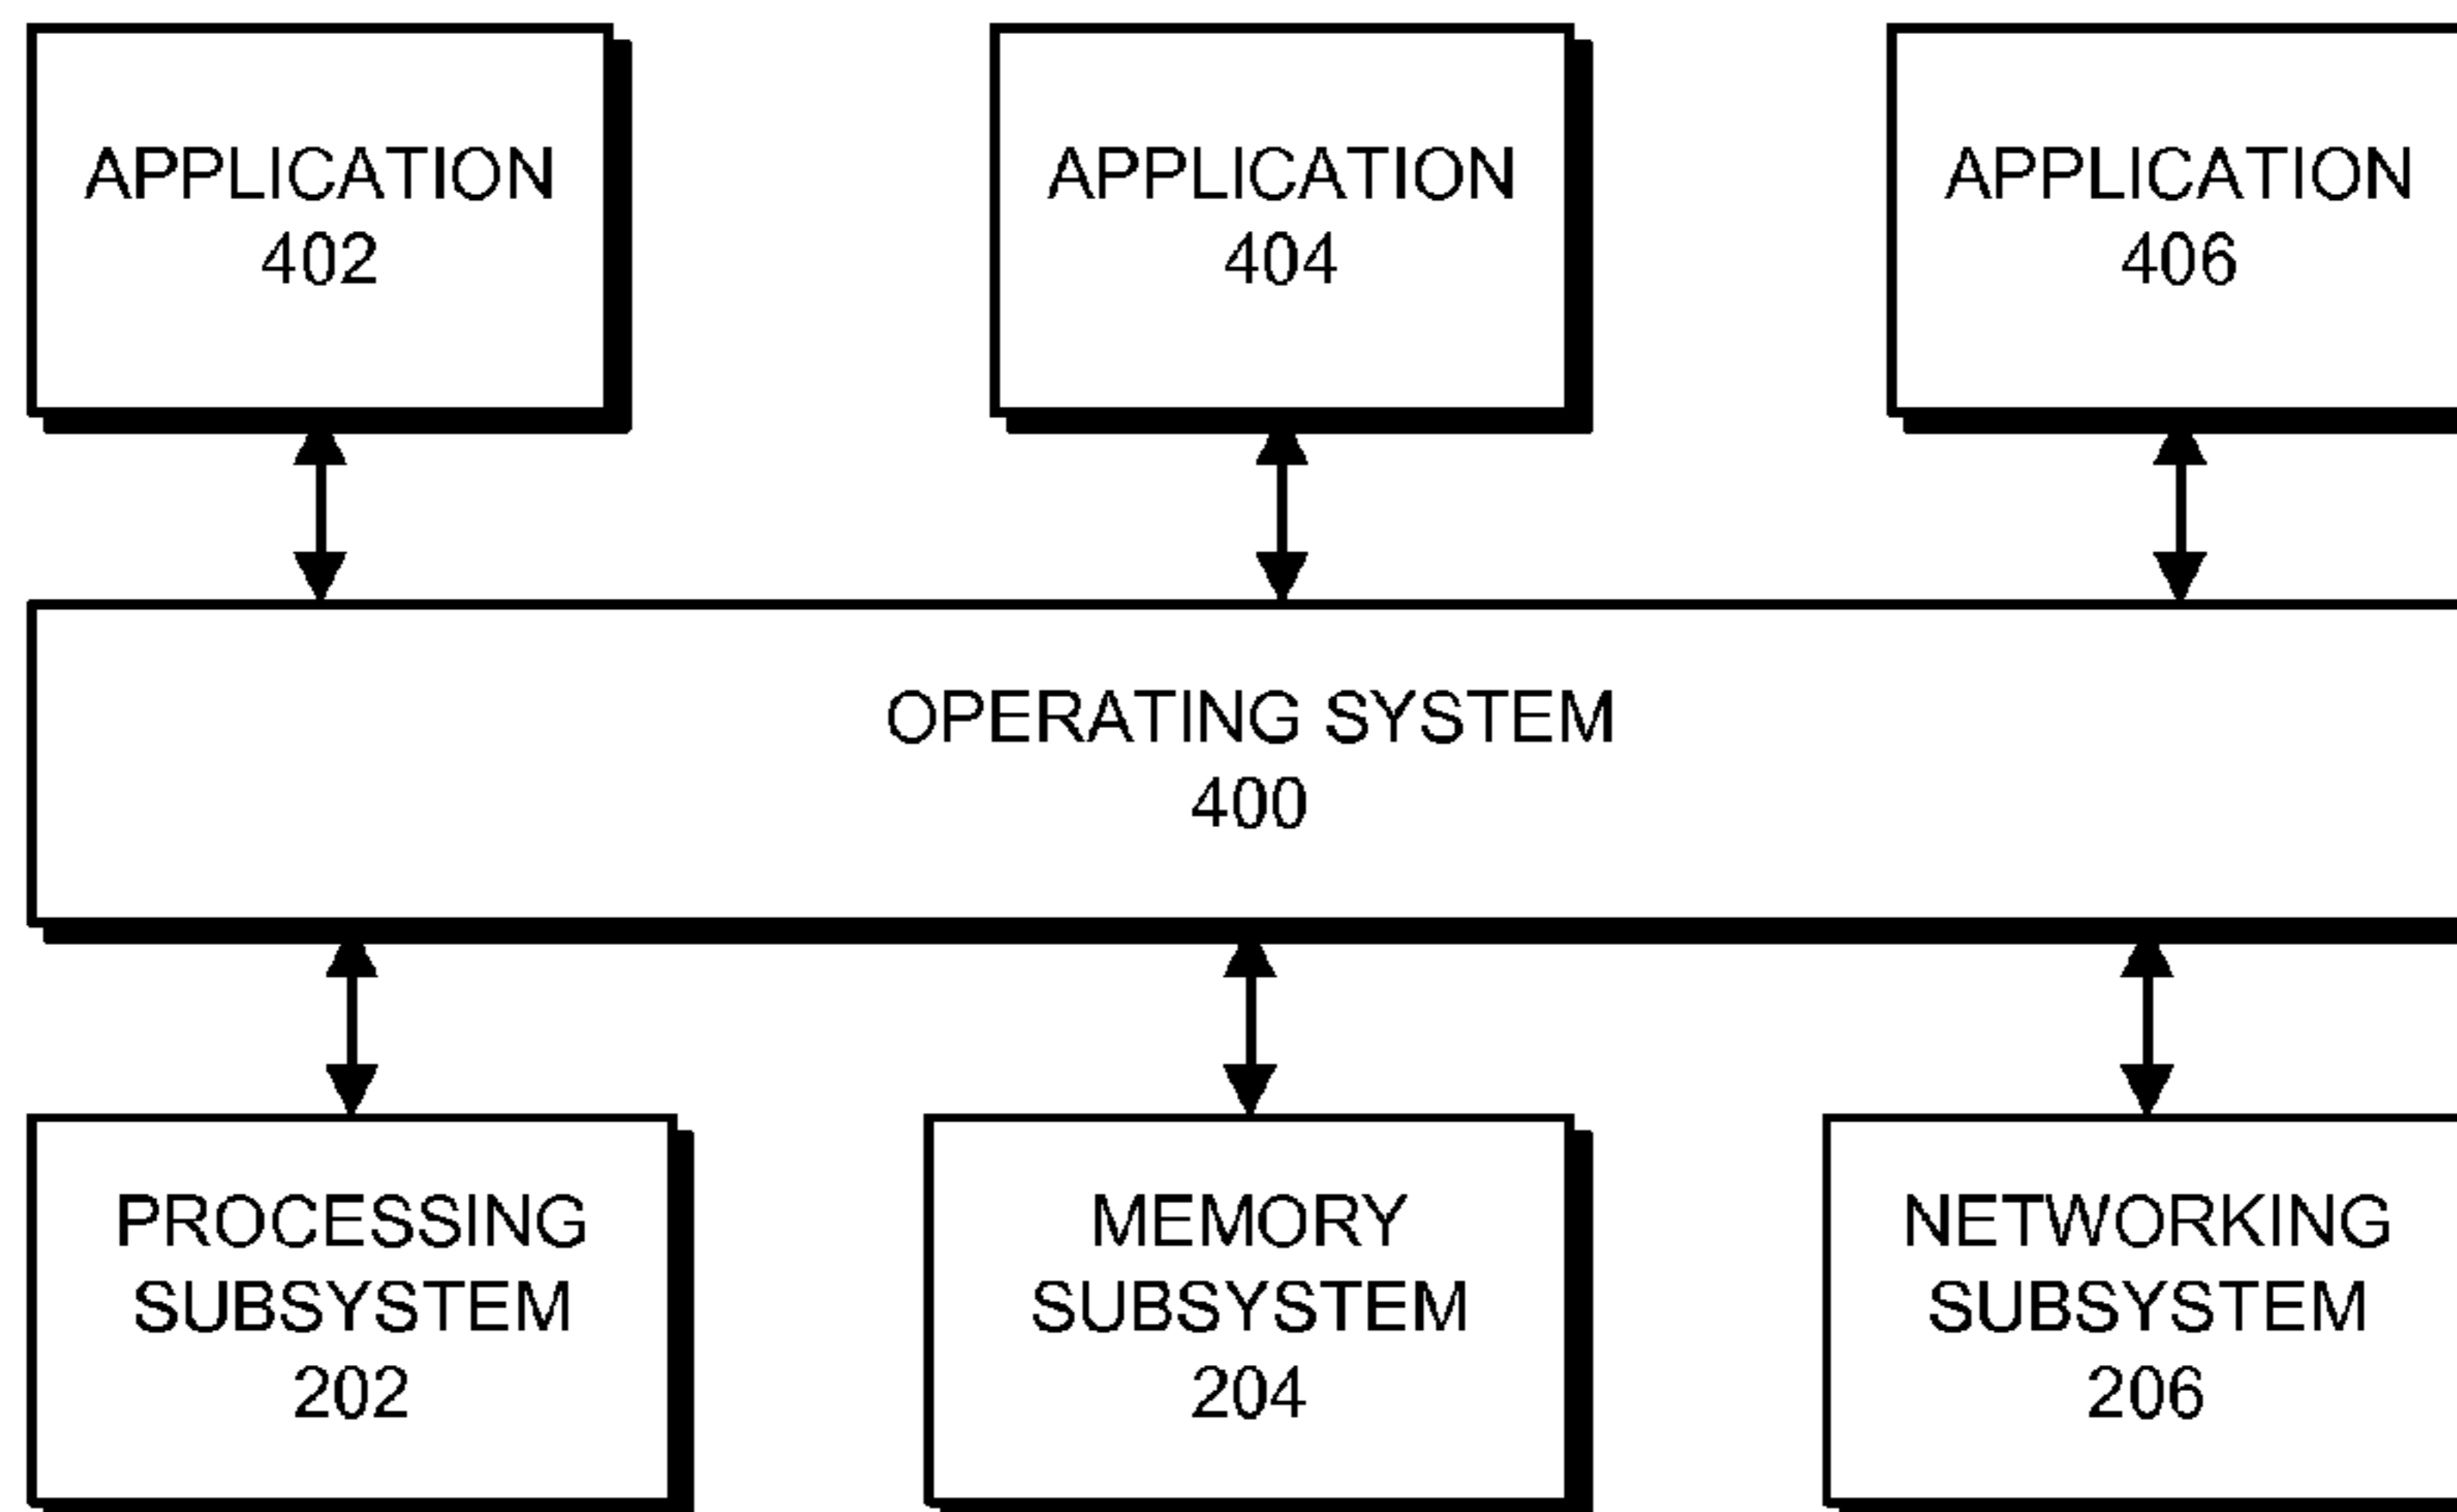 APPLICATION
402
APPLICATION
404
APPLICATION
406
OPERATING SYSTEM
400
PROCESSING
SUBSYSTEM
202
MEMORY
SUBSYSTEM
204
NETWORKING
SUBSYSTEM
206